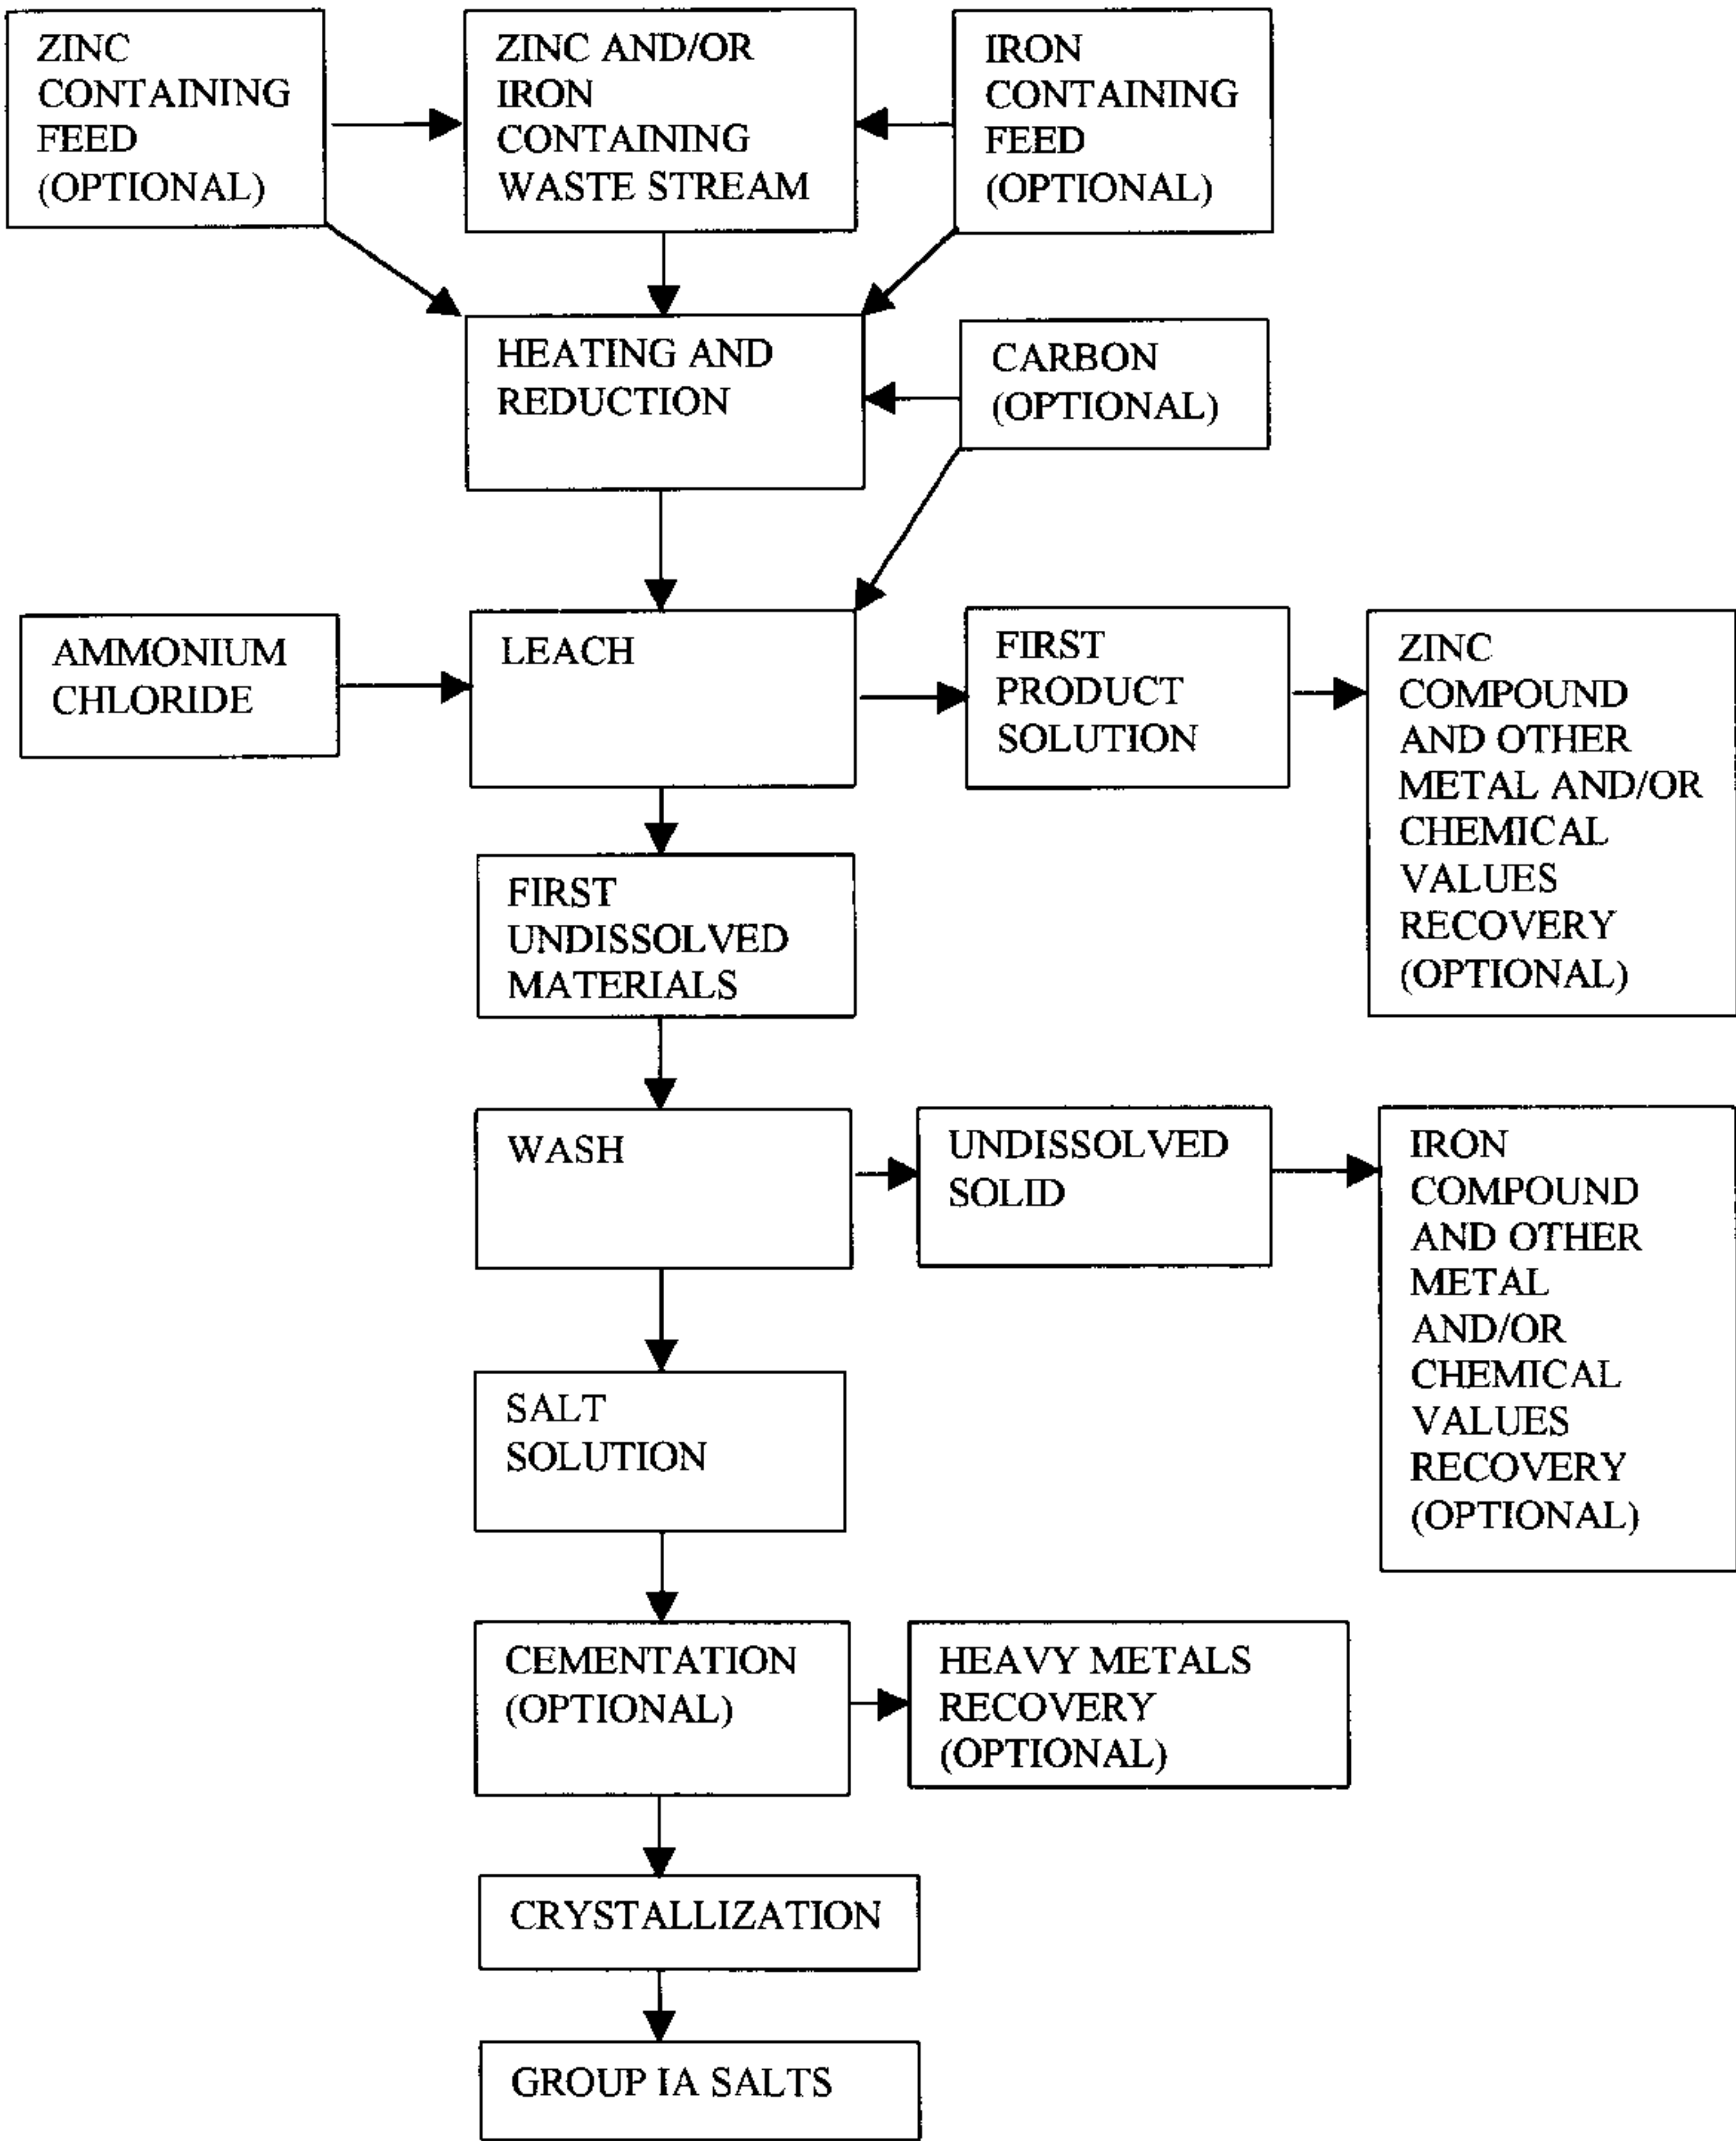 ZINC
CONTAINING
FEED
(OPTIONAL)
ZINC AND/OR
IRON
CONTAINING
WASTE STREAM
IRON
CONTAINING
FEED
(OPTIONAL)
HEATING AND
REDUCTION
CARBON
(OPTIONAL)
AMMONIUM
CHLORIDE
LEACH
FIRST
PRODUCT
SOLUTION
ZINC
COMPOUND
AND OTHER
METAL AND/OR
CHEMICAL
VALUES
RECOVERY
(OPTIONAL)
FIRST
UNDISSOLVED
MATERIALS
WASH
UNDISSOLVED
SOLID
IRON
COMPOUND
AND OTHER
METAL
AND/OR
CHEMICAL
VALUES
RECOVERY
(OPTIONAL)
SALT
SOLUTION
CEMENTATION
(OPTIONAL)
HEAVY METALS
RECOVERY
(OPTIONAL)
CRYSTALLIZATION
GROUP IA SALTS